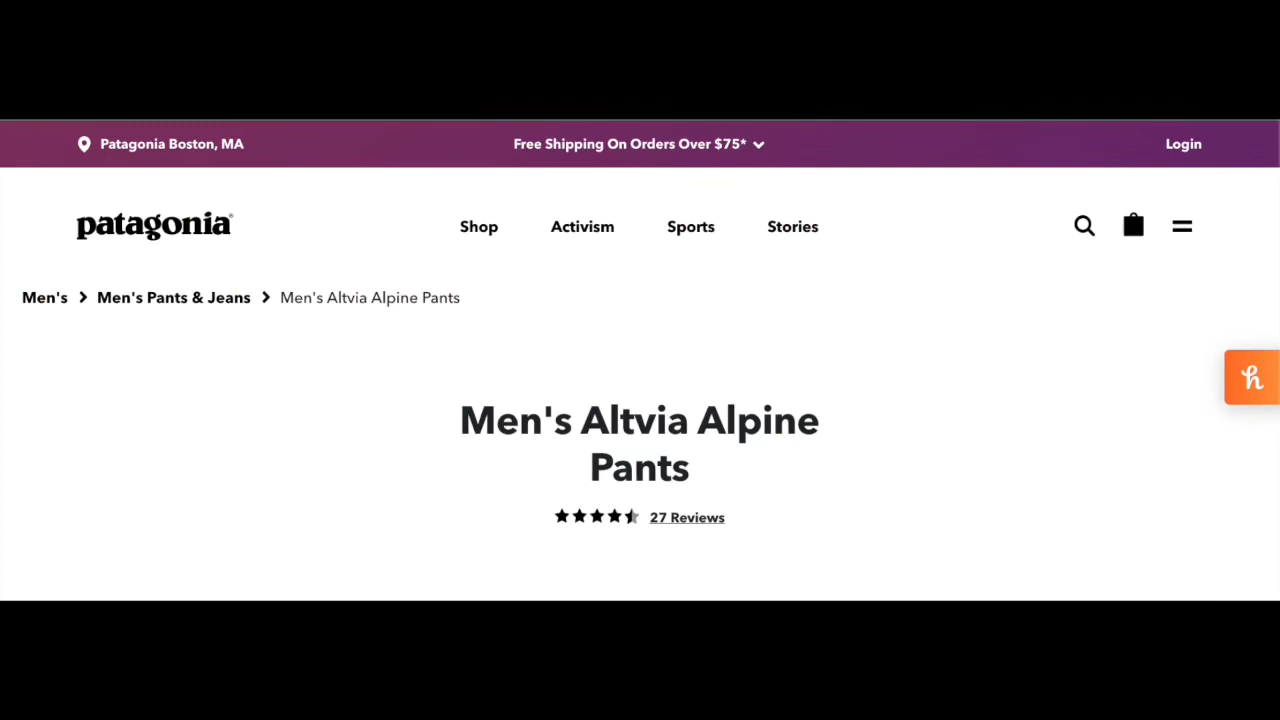 Patagonia Boston, MA
Free Shipping On Orders Over $75*
Login
patagonia®
Shop
Activism
Sports
Stories
Men's > Men's Pants & Jeans > Men's Altvia Alpine Pants
h
Men's Altvia Alpine
Pants
27 Reviews